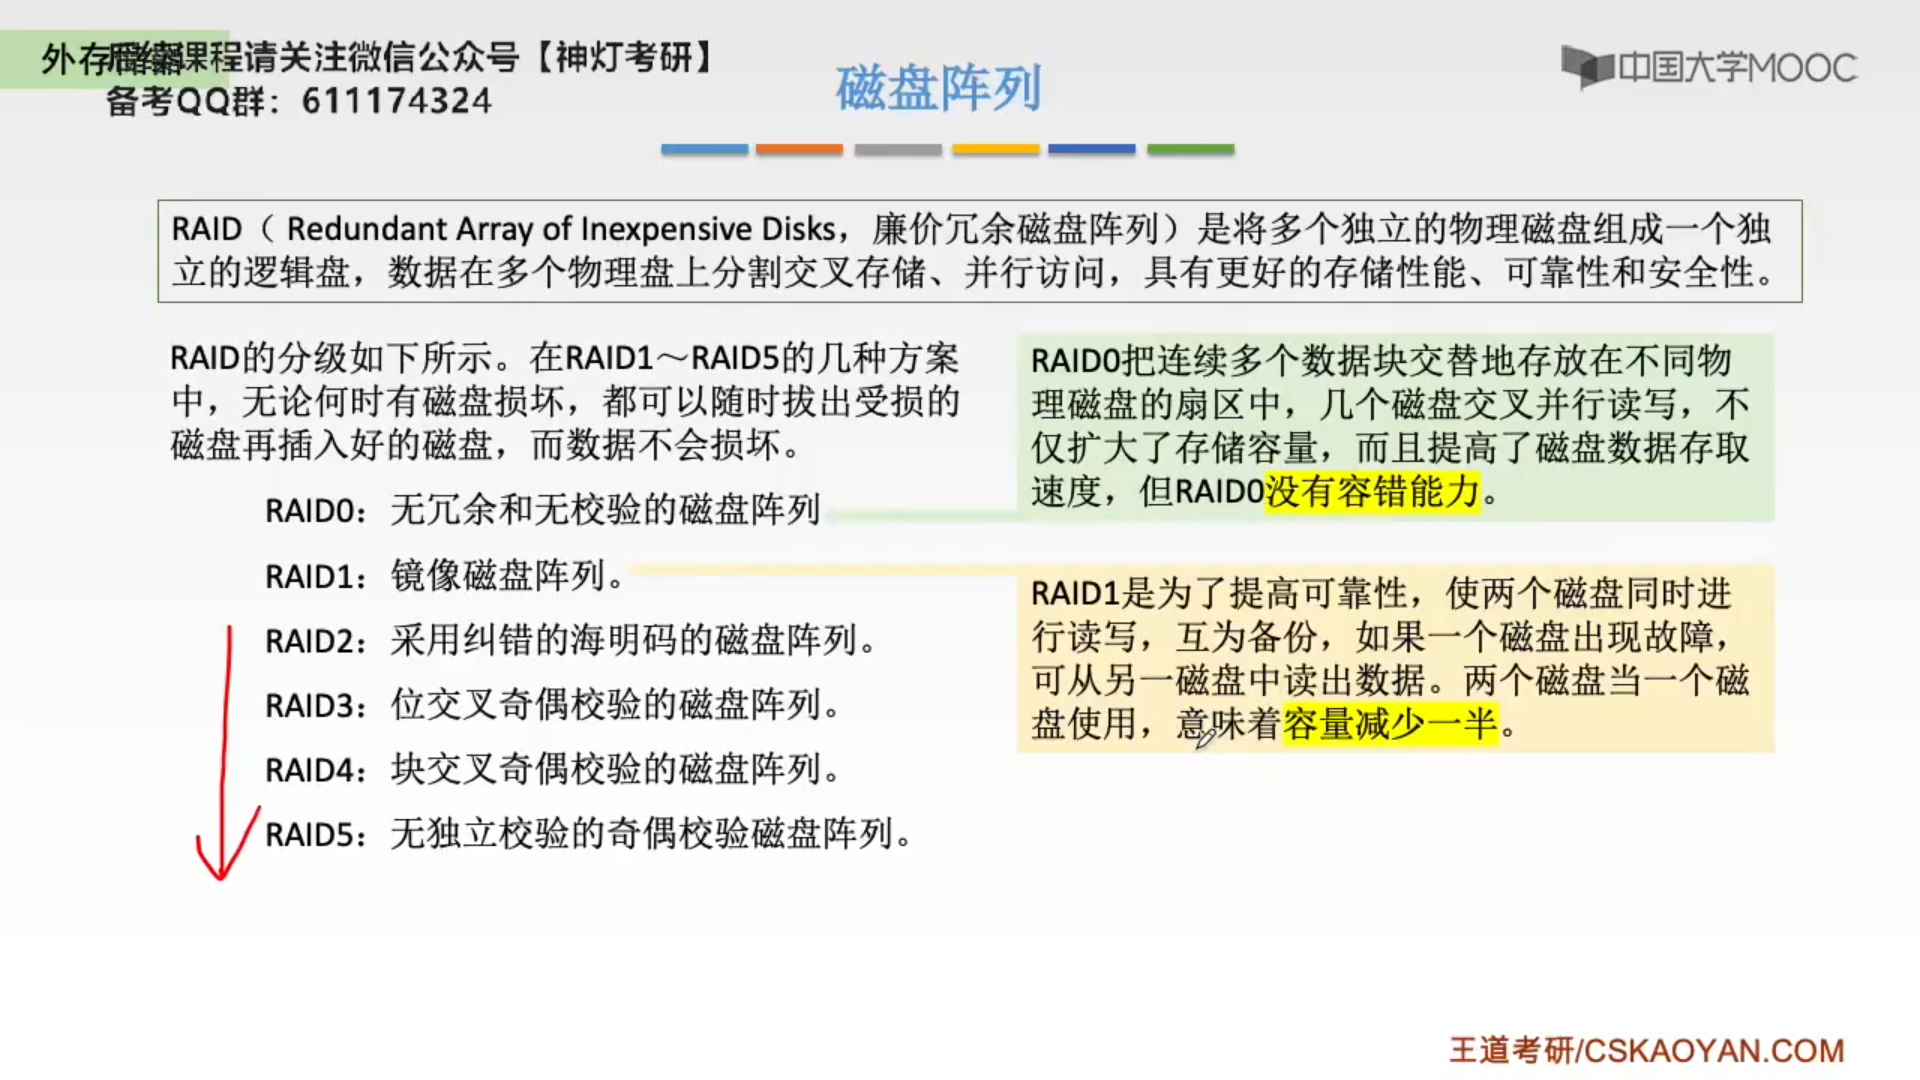 外存
课程请关注微信公众号【神灯考研】
备考QQ群：611174324
磁盘阵列
中国大学MOOC
RAID（ Redundant Array of Inexpensive Disks，廉价冗余磁盘阵列）是将多个独立的物理磁盘组成一个独
立的逻辑盘，数据在多个物理盘上分割交叉存储、并行访问，具有更好的存储性能、可靠性和安全性。
RAID的分级如下所示。在RAID1～RAID5的几种方案
中，无论何时有磁盘损坏，都可以随时拔出受损的
磁盘再插入好的磁盘，而数据不会损坏。
RAID0：无冗余和无校验的磁盘阵列
RAID1：镜像磁盘阵列。
RAID2：采用纠错的海明码的磁盘阵列。
RAID3：位交叉奇偶校验的磁盘阵列。
RAID4：块交叉奇偶校验的磁盘阵列。
RAID5：无独立校验的奇偶校验磁盘阵列。
RAID0把连续多个数据块交替地存放在不同物
理磁盘的扇区中，几个磁盘交叉并行读写，不
仅扩大了存储容量，而且提高了磁盘数据存取
速度，但RAID0没有容错能力。
RAID1是为了提高可靠性，使两个磁盘同时进
行读写，互为备份，如果一个磁盘出现故障，
可从另一磁盘中读出数据。两个磁盘当一个磁
盘使用，意味着容量减少一半。
王道考研/CSKAOYAN.COM